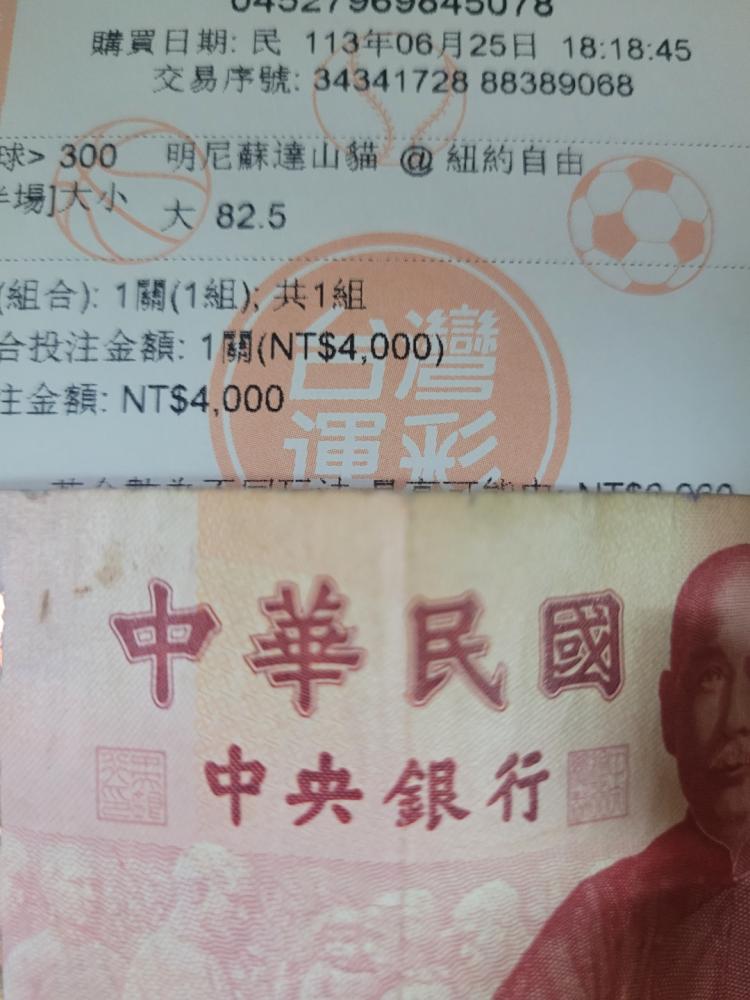 04527969845078
購買日期: 民 113年06月25日 18:18:45
交易序號: 34341728 88389068
球> 300 明尼蘇達山貓 @ 紐約自由
半場]大小 大 82.5
(組合): 1關(1組); 共1組
合投注金額: 1關(NT$4,000)
注金額: NT$4,000
台灣
運彩
中華民國
中央銀行